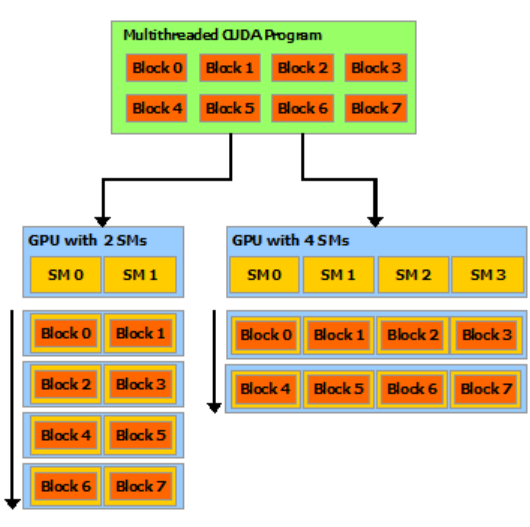 Multithreaded CUDA Program
Block 0 Block 1 Block 2 Block 3
Block 4 Block 5 Block 6 Block 7
GPU with 2 SMs
SM 0 SM 1
Block 0 Block 1
Block 2 Block 3
Block 4 Block 5
Block 6 Block 7
GPU with 4 SMs
SM 0 SM 1 SM 2 SM 3
Block 0 Block 1 Block 2 Block 3
Block 4 Block 5 Block 6 Block 7